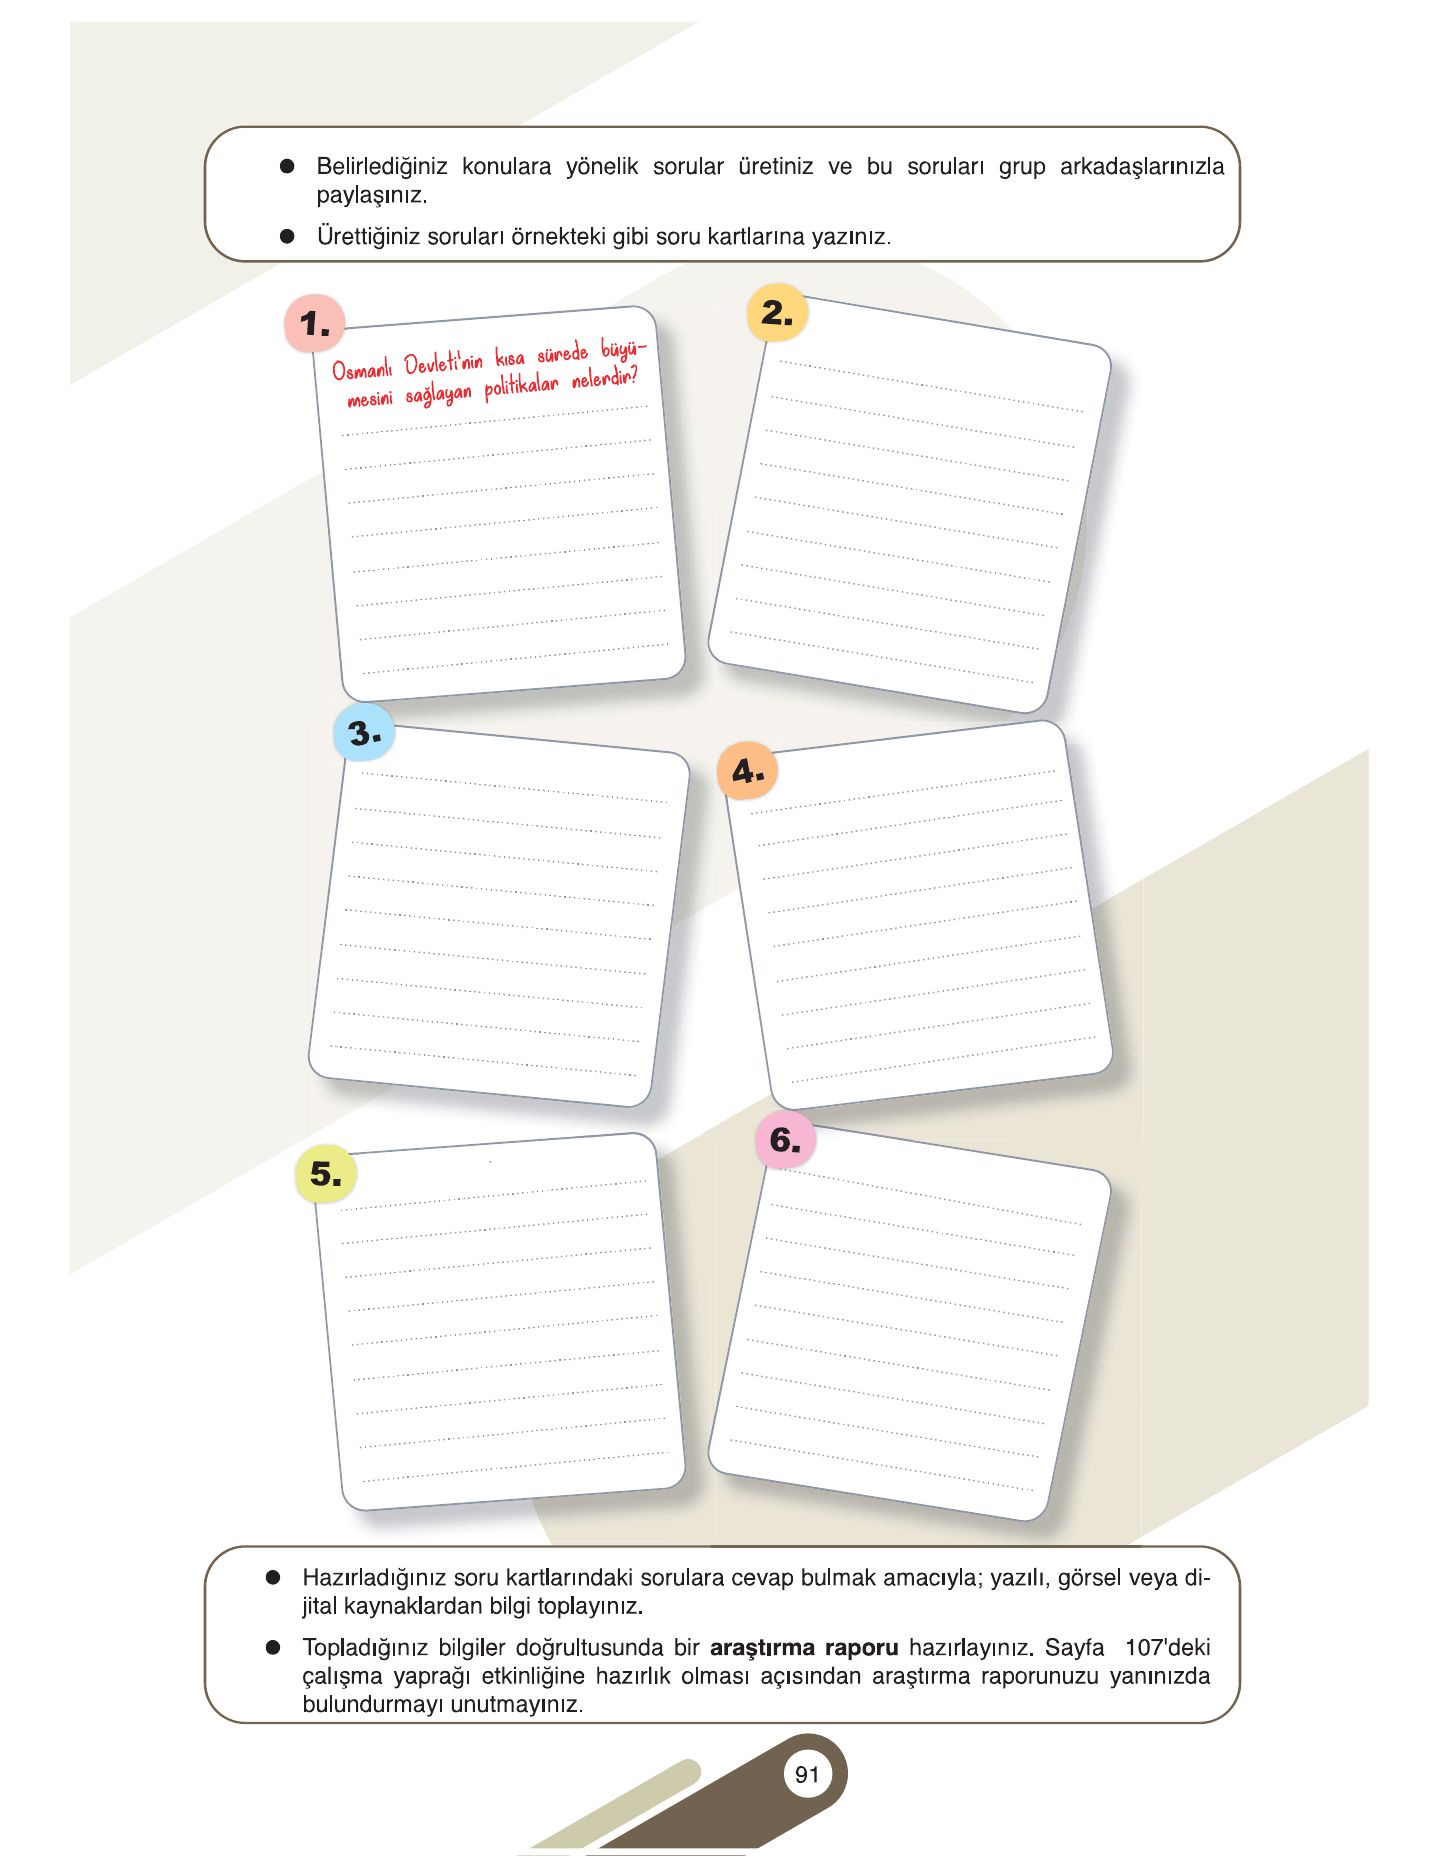 ● Belirlediğiniz konulara yönelik sorular üretiniz ve bu soruları grup arkadaşlarınızla
paylaşınız.
● Ürettiğiniz soruları örnekteki gibi soru kartlarına yazınız.
1.
Osmanlı Devleti'nin kısa sürede büyü-
mesini sağlayan politikalar nelerdir?
2.
3.
4.
5.
6.
● Hazırladığınız soru kartlarındaki sorulara cevap bulmak amacıyla; yazılı, görsel veya di-
jital kaynaklardan bilgi toplayınız.
● Topladığınız bilgiler doğrultusunda bir araştırma raporu hazırlayınız. Sayfa 107'deki
çalışma yaprağı etkinliğine hazırlık olması açısından araştırma raporunuzu yanınızda
bulundurmayı unutmayınız.
91